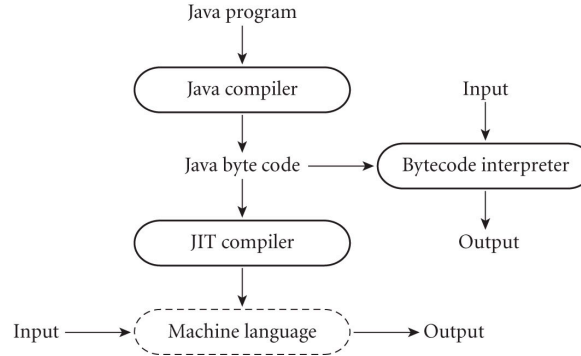 Java program
Java compiler
Input
Java byte code
Bytecode interpreter
JIT compiler
Output
Input
Machine language
Output